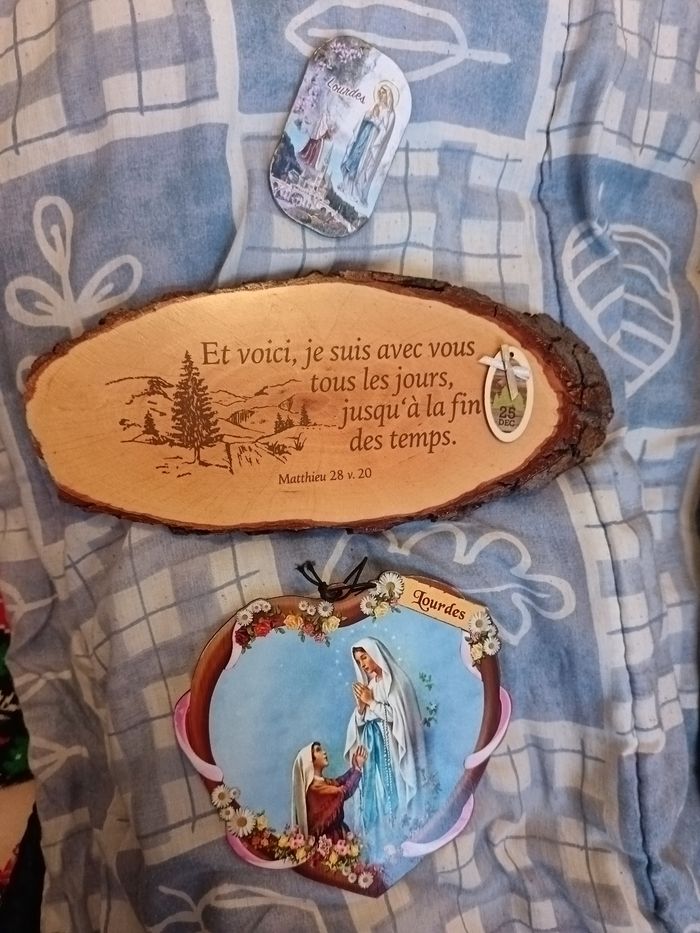 Lourdes
Et voici, je suis avec vous
tous les jours,
jusqu'à la fin
des temps.
Matthieu 28 v. 20
25
DEC
Lourdes